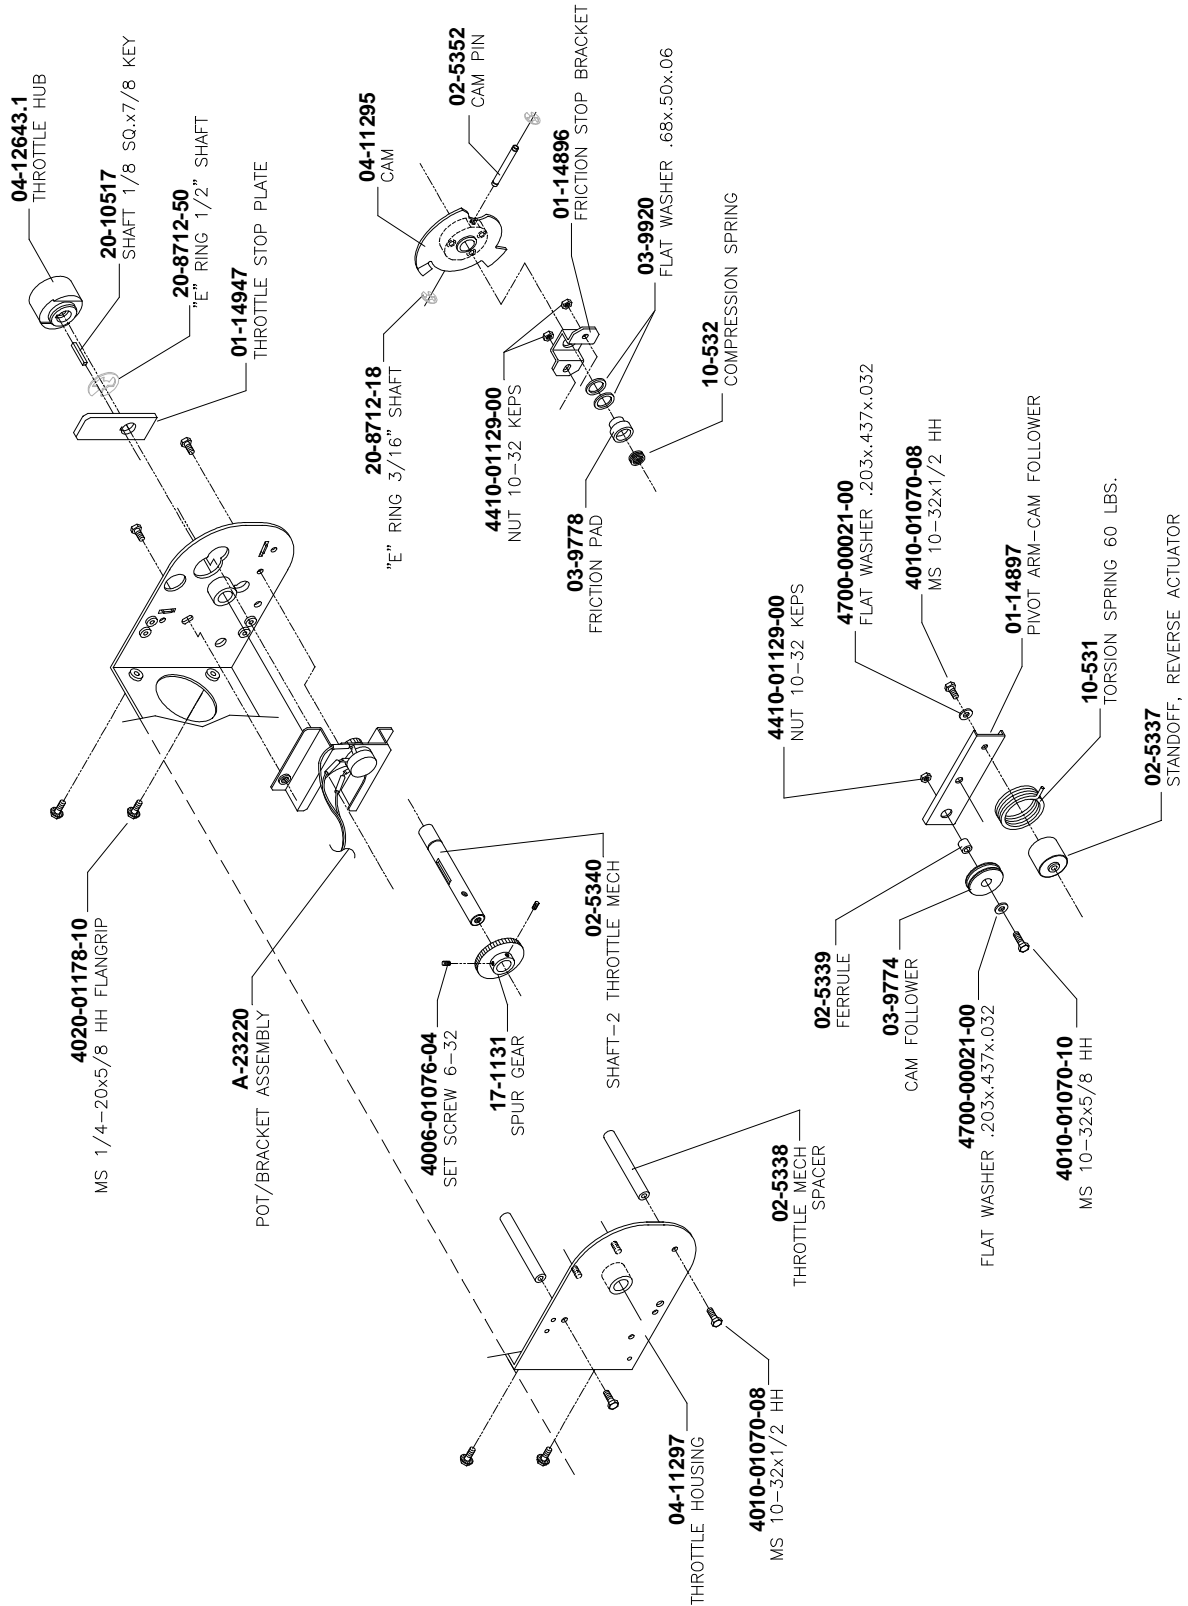 04-12643.1
THROTTLE HUB
20-10517
SHAFT 1/8 SQ.x7/8 KEY
20-8712-50
"E" RING 1/2" SHAFT
01-14947
THROTTLE STOP PLATE
04-11295
CAM
02-5352
CAM PIN
20-8712-18
"E" RING 3/16" SHAFT
4410-01129-00
NUT 10-32 KEPS
01-14896
FRICTION STOP BRACKET
03-9920
FLAT WASHER .68x.50x.06
03-9778
FRICTION PAD
10-532
COMPRESSION SPRING
4020-01178-10
MS 1/4-20x5/8 HH FLANGRIP
A-23220
POT/BRACKET ASSEMBLY
4006-01076-04
SET SCREW 6-32
17-1131
SPUR GEAR
02-5340
SHAFT-2 THROTTLE MECH
4410-01129-00
NUT 10-32 KEPS
4700-00021-00
FLAT WASHER .203x.437x.032
4010-01070-08
MS 10-32x1/2 HH
01-14897
PIVOT ARM-CAM FOLLOWER
10-531
TORSION SPRING 60 LBS.
02-5337
STANDOFF, REVERSE ACTUATOR
02-5339
FERRULE
03-9774
CAM FOLLOWER
4700-000021-00
FLAT WASHER .203x.437x.032
4010-01070-10
MS 10-32x5/8 HH
02-5338
THROTTLE MECH
SPACER
04-11297
THROTTLE HOUSING
4010-01070-08
MS 10-32x1/2 HH